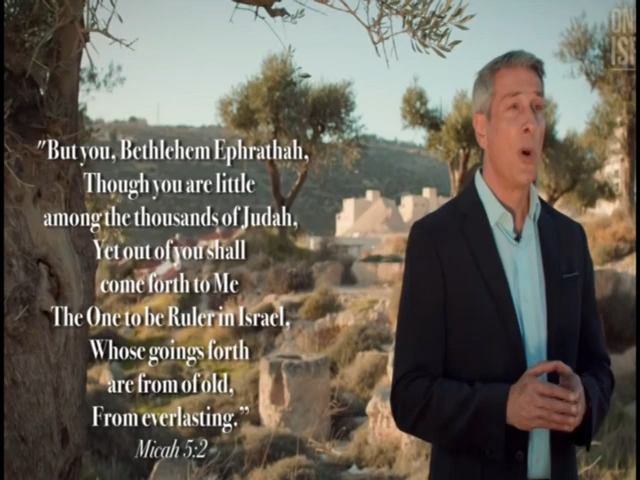 "But you, Bethlehem Ephrathah,
Though you are little
among the thousands of Judah,
Yet out of you shall
come forth to Me
The One to be Ruler in Israel,
Whose goings forth
are from of old,
From everlasting."
Micah 5:2